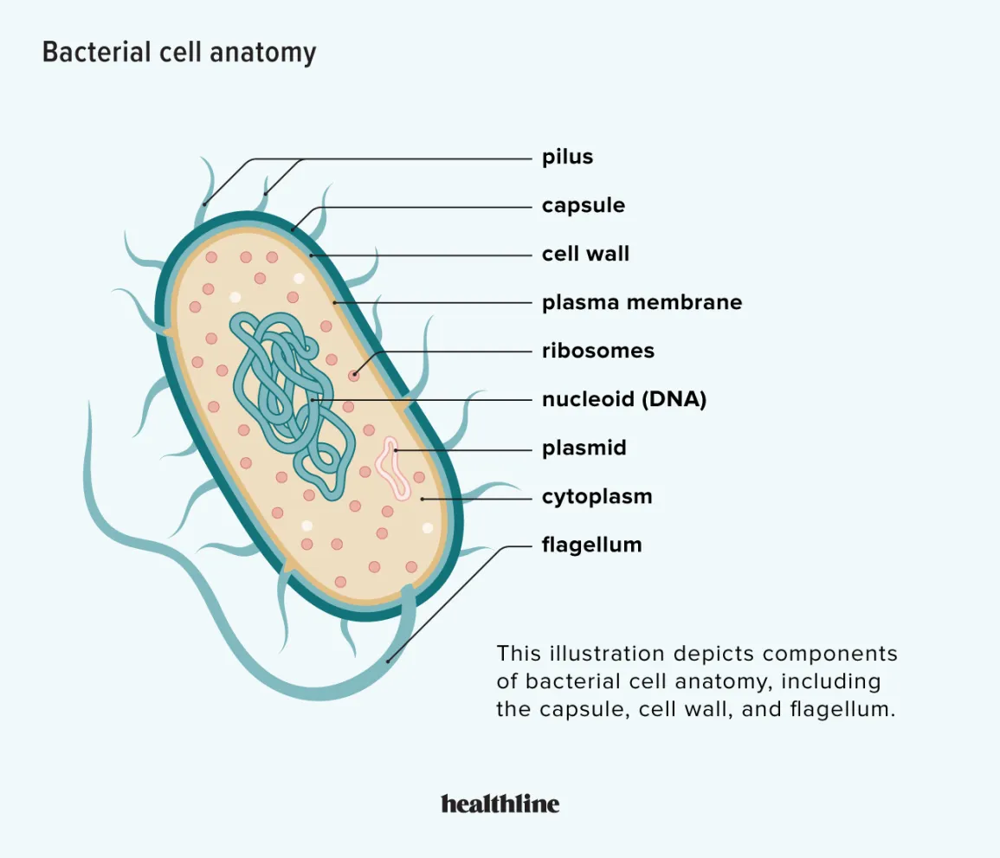 Bacterial cell anatomy
pilus
capsule
cell wall
plasma membrane
ribosomes
nucleoid (DNA)
plasmid
cytoplasm
flagellum
This illustration depicts components
of bacterial cell anatomy, including
the capsule, cell wall, and flagellum.
healthline